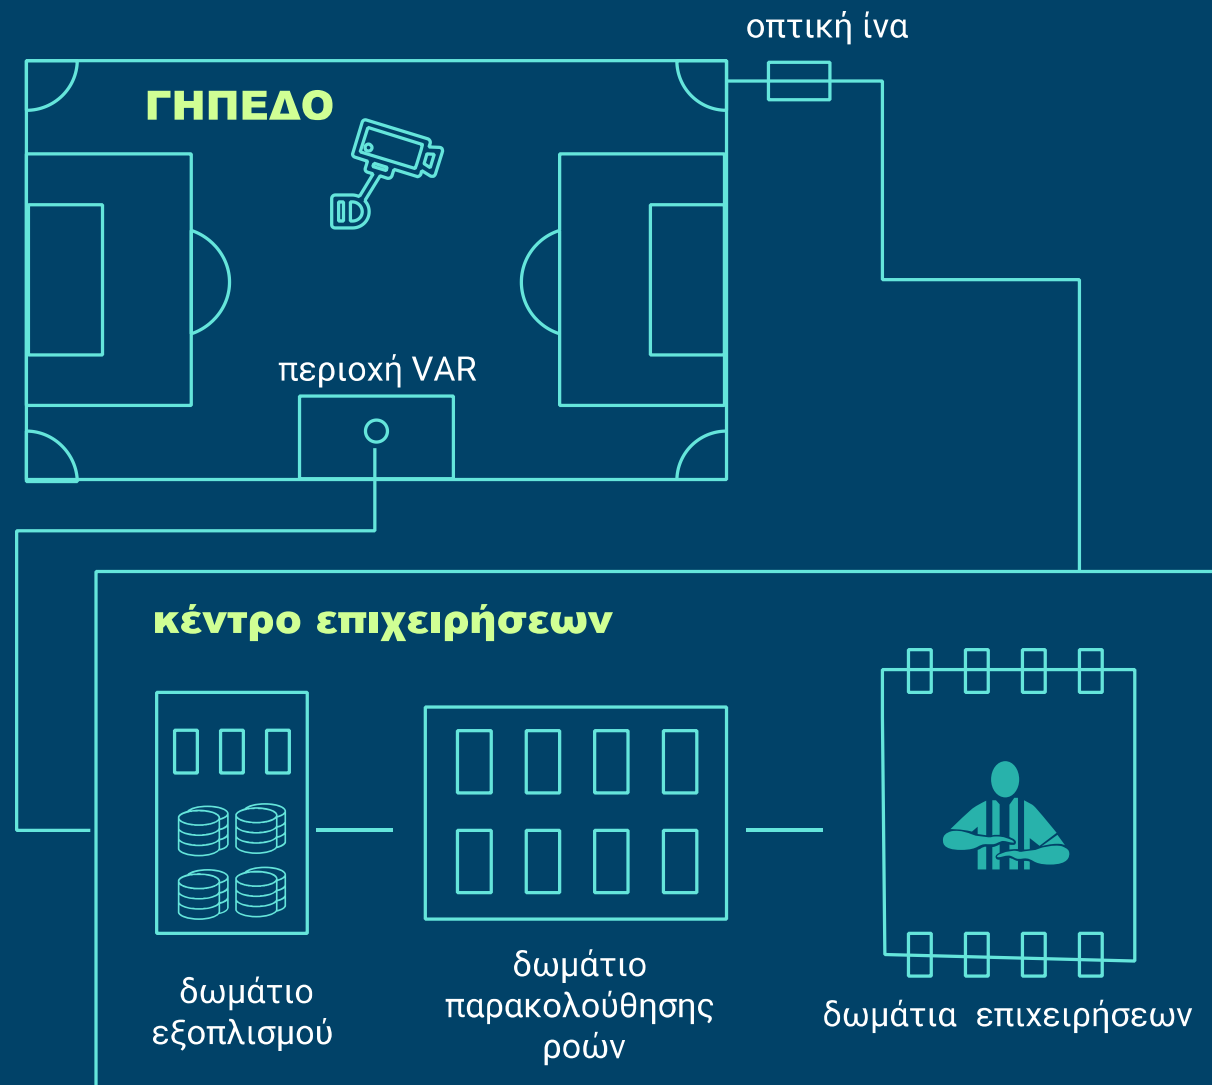 οπτική ίνα
ΓΗΠΕΔΟ
περιοχή VAR
κέντρο επιχειρήσεων
δωμάτιο
εξοπλισμού
δωμάτιο
παρακολούθησης
ροών
δωμάτια επιχειρήσεων